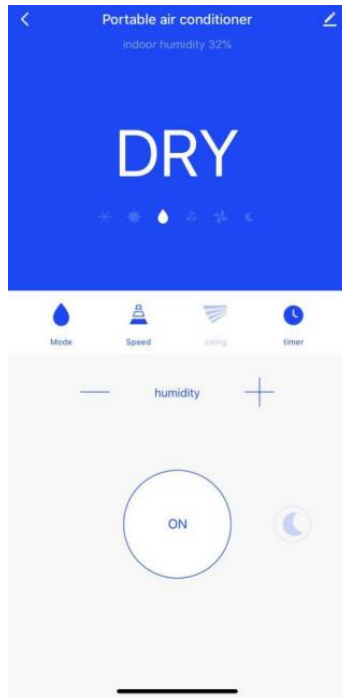 Portable air conditioner
indoor humidity 32%
DRY
Mode Speed swing timer
humidity
ON